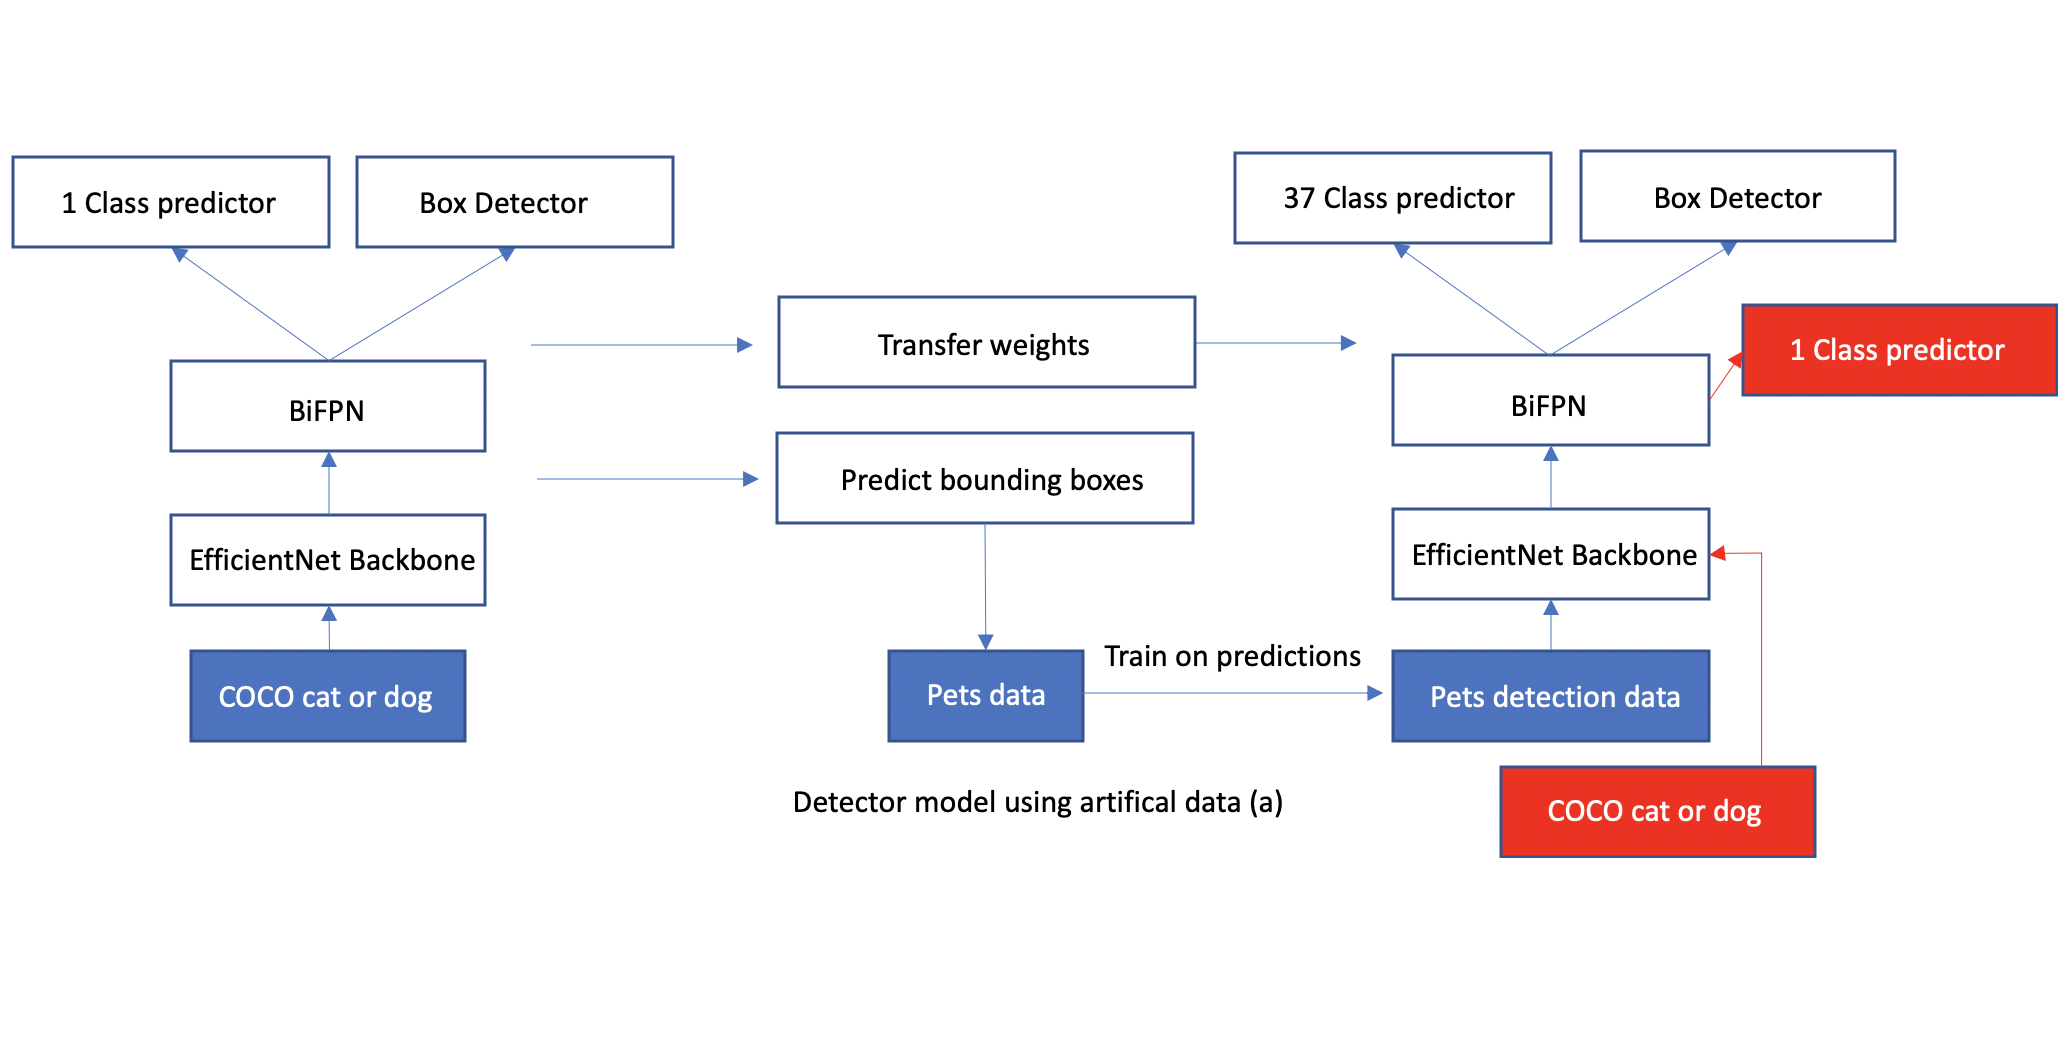 1 Class predictor
Box Detector
BiFPN
EfficientNet Backbone
COCO cat or dog
Transfer weights
Predict bounding boxes
Pets data
Train on predictions
Detector model using artifical data (a)
37 Class predictor
Box Detector
1 Class predictor
BiFPN
EfficientNet Backbone
Pets detection data
COCO cat or dog